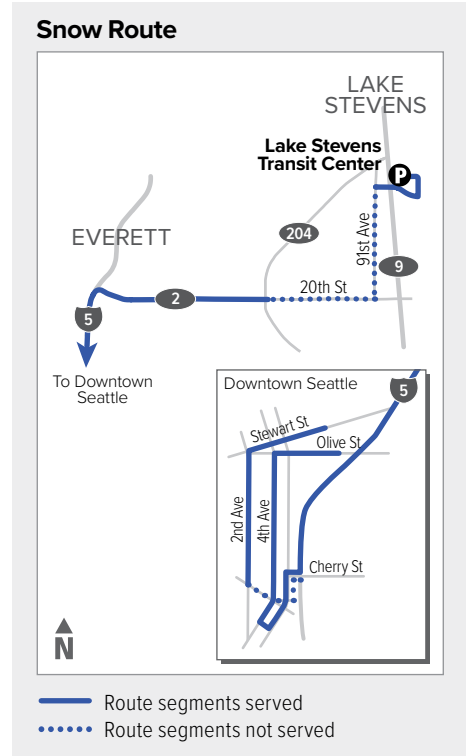 Snow Route
LAKE
STEVENS
Lake Stevens
Transit Center
P
EVERETT
204
91st Ave
9
20th St
2
5
To Downtown
Seattle
Downtown Seattle
5
Stewart St
Olive St
2nd Ave
4th Ave
Cherry St
N
Route segments served
Route segments not served